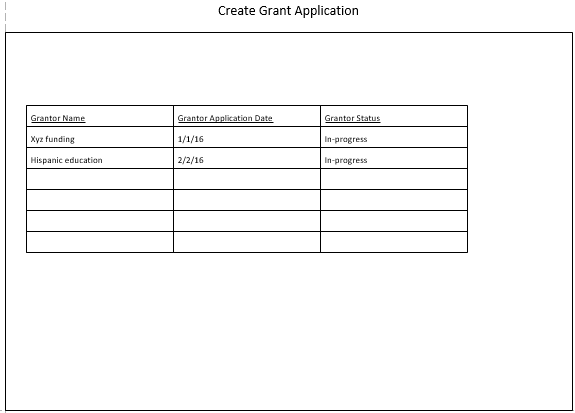 Create Grant Application
Grantor Name Grantor Application Date Grantor Status
Xyz funding 1/1/16 In-progress
Hispanic education 2/2/16 In-progress